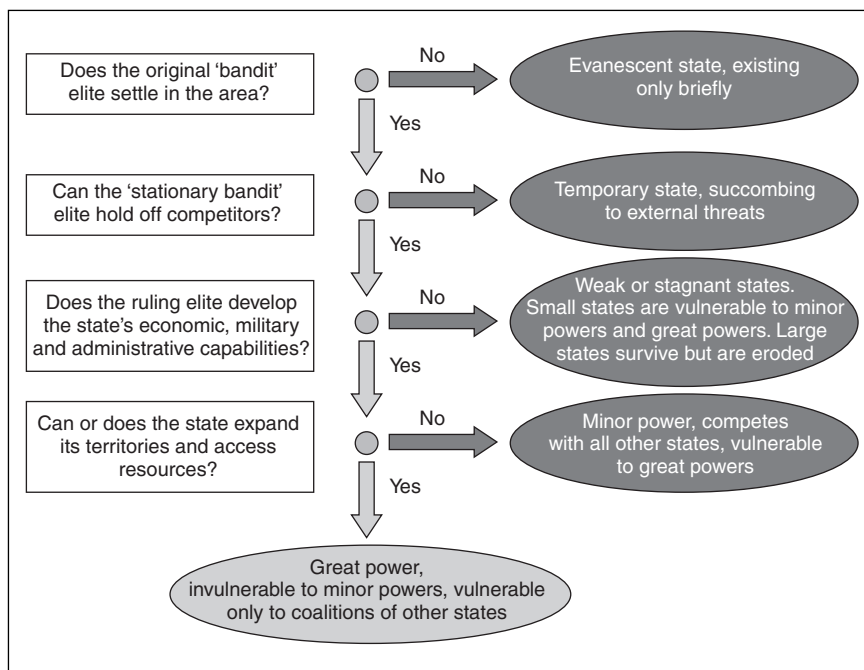 Does the original ‘bandit’
elite settle in the area?
No
Evanescent state, existing
only briefly
Yes
Can the ‘stationary bandit’
elite hold off competitors?
No
Temporary state, succombing
to external threats
Yes
Does the ruling elite develop
the state’s economic, military
and administrative capabilities?
No
Weak or stagnant states.
Small states are vulnerable to minor
powers and great powers. Large
states survive but are eroded
Yes
Can or does the state expand
its territories and access
resources?
No
Minor power, competes
with all other states, vulnerable
to great powers
Yes
Great power,
invulnerable to minor powers, vulnerable
only to coalitions of other states